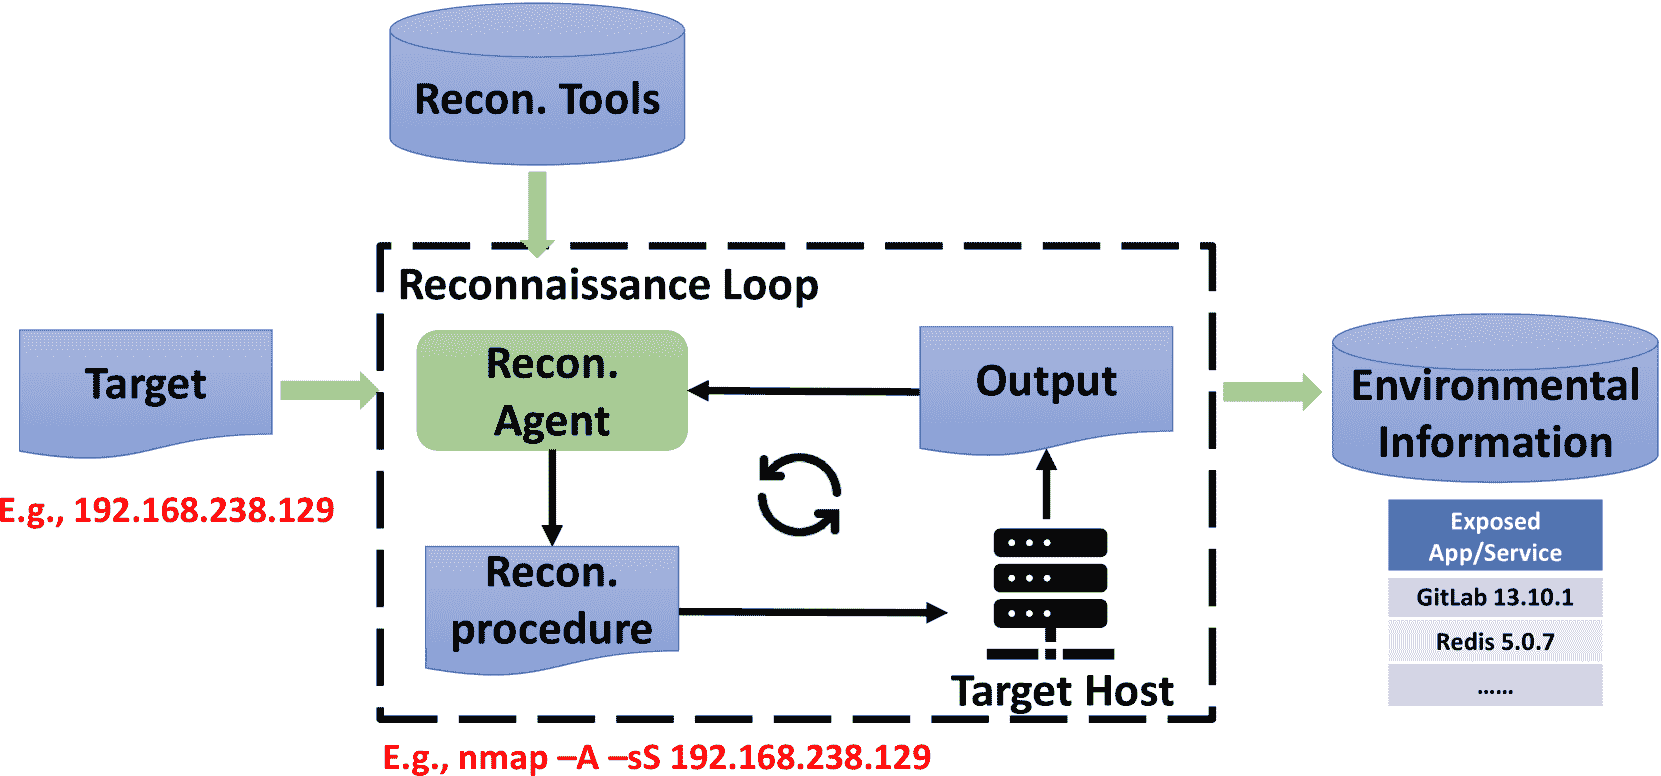 Recon. Tools
Reconnaissance Loop
Target
E.g., 192.168.238.129
Recon.
Agent
Output
Recon.
procedure
Target Host
E.g., nmap –A –sS 192.168.238.129
Environmental
Information
Exposed
App/Service
GitLab 13.10.1
Redis 5.0.7
......